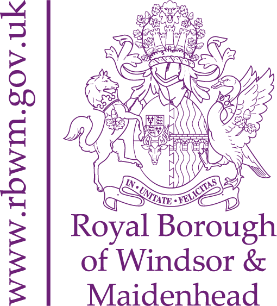 www.rbwm.gov.uk
IN · UNITATE · FELICITAS
Royal Borough
of Windsor &
Maidenhead